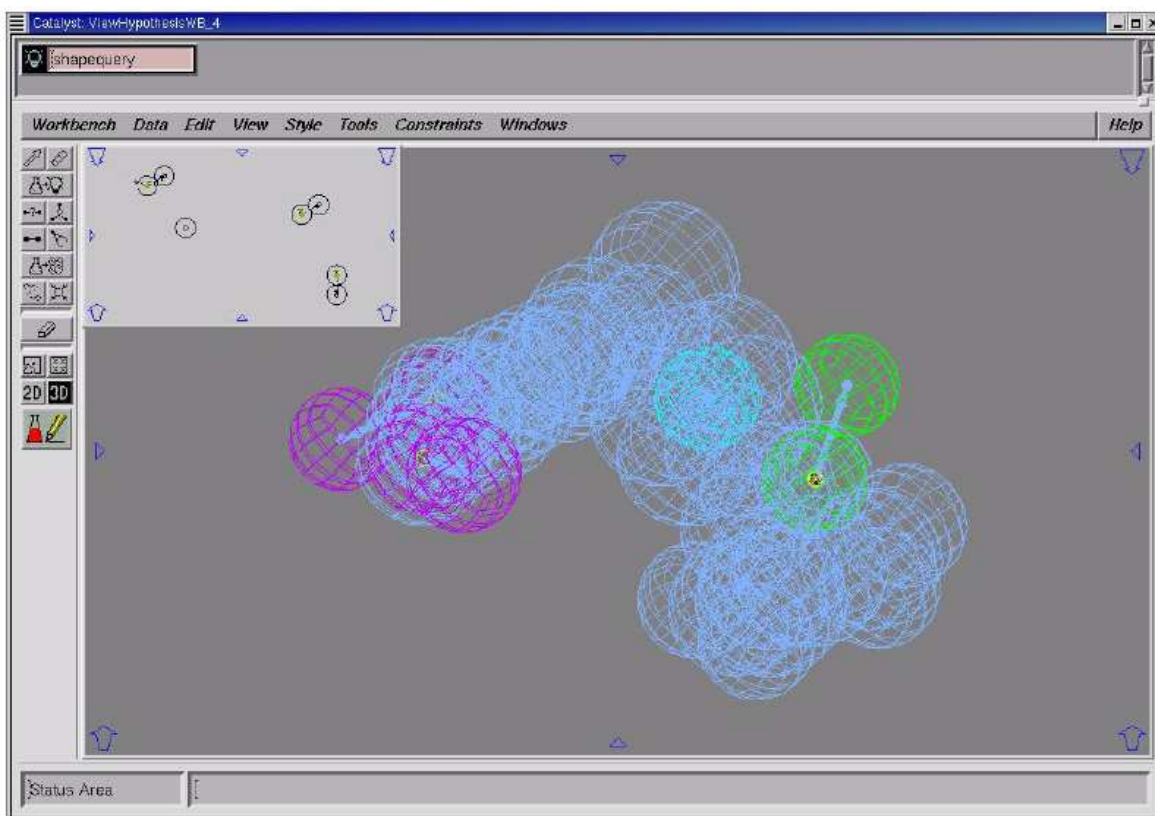 Catalyst: ViewHypothesisWB_4
shapequery
Workbench Data Edit View Style Tools Constraints Windows Help
2D 3D
Status Area